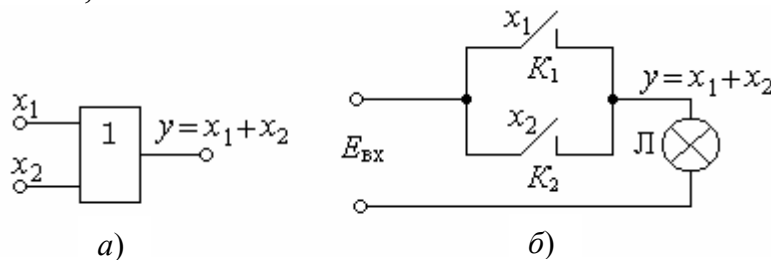 x₁
1
y=x₁+x₂
x₂
а)
x₁
K₁
y=x₁+x₂
x₂
Eвх
K₂
Л
б)